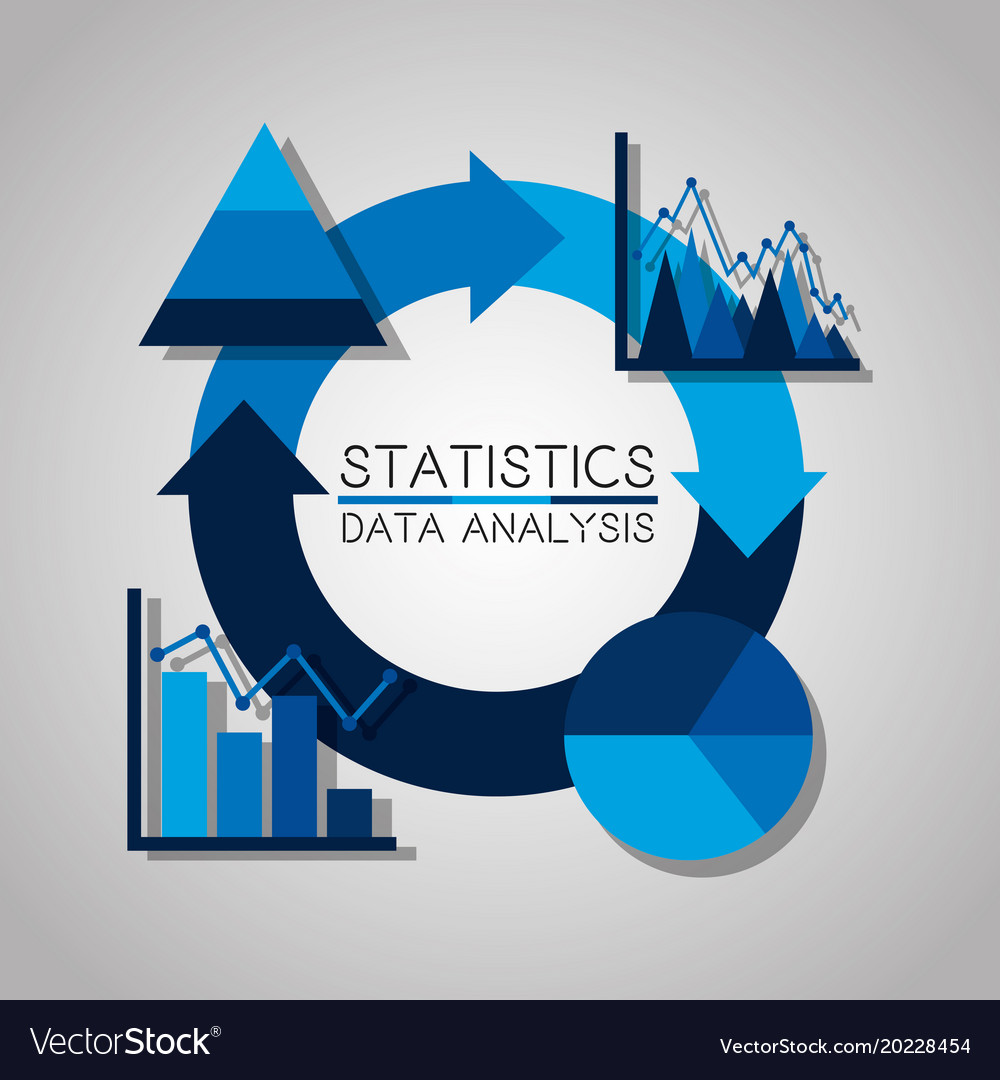 STATISTICS
DATA ANALYSIS
VectorStock®
VectorStock.com/20228454